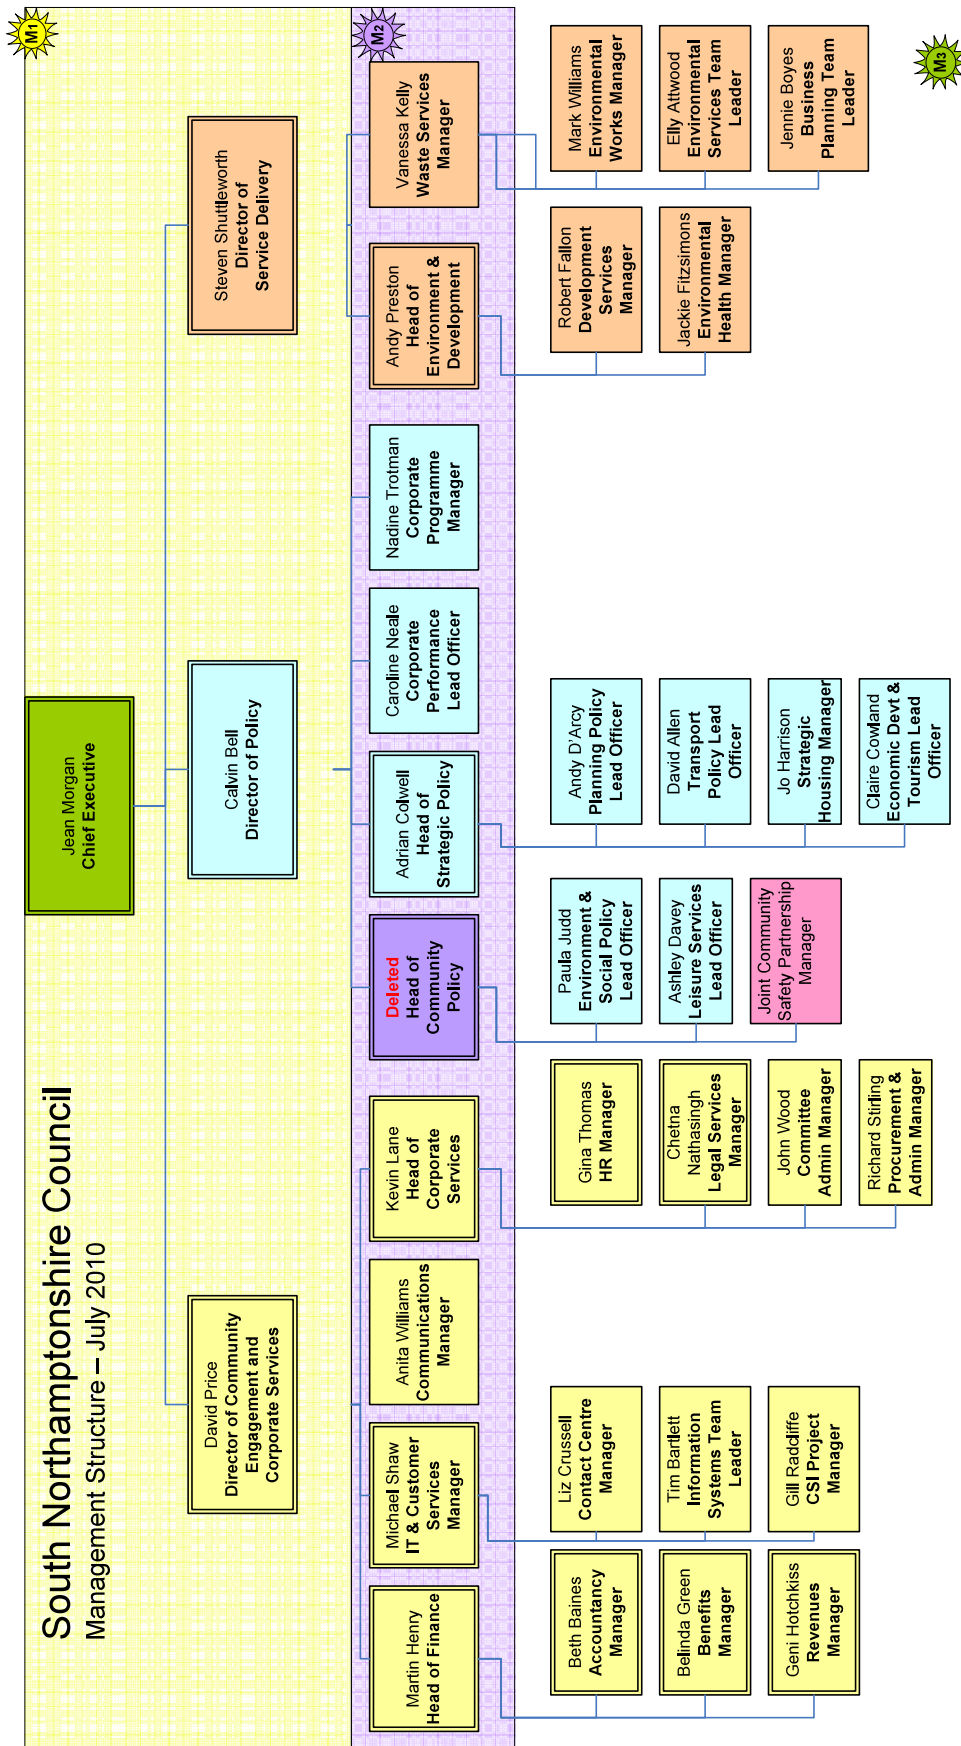 South Northamptonshire Council
Management Structure – July 2010
M1
Jean Morgan
Chief Executive
David Price
Director of Community
Engagement and
Corporate Services
Calvin Bell
Director of Policy
Steven Shuttleworth
Director of
Service Delivery
M2
Martin Henry
Head of Finance
Michael Shaw
IT & Customer
Services
Manager
Anita Williams
Communications
Manager
Kevin Lane
Head of
Corporate
Services
Deleted
Head of
Community
Policy
Adrian Colwell
Head of
Strategic Policy
Caroline Neale
Corporate
Performance
Lead Officer
Nadine Trotman
Corporate
Programme
Manager
Andy Preston
Head of
Environment &
Development
Vanessa Kelly
Waste Services
Manager
Beth Baines
Accountancy
Manager
Belinda Green
Benefits
Manager
Geni Hotchkiss
Revenues
Manager
Liz Crussell
Contact Centre
Manager
Tim Bartlett
Information
Systems Team
Leader
Gill Radcliffe
CSI Project
Manager
Gina Thomas
HR Manager
Chetna
Nathasingh
Legal Services
Manager
John Wood
Committee
Admin Manager
Richard Stirling
Procurement &
Admin Manager
Paula Judd
Environment &
Social Policy
Lead Officer
Ashley Davey
Leisure Services
Lead Officer
Joint Community
Safety Partnership
Manager
Andy D'Arcy
Planning Policy
Lead Officer
David Allen
Transport
Policy Lead
Officer
Jo Harrison
Strategic
Housing Manager
Claire Cowland
Economic Devt &
Tourism Lead
Officer
Robert Fallon
Development
Services
Manager
Jackie Fitzsimons
Environmental
Health Manager
Mark Williams
Environmental
Works Manager
Elly Attwood
Environmental
Services Team
Leader
Jennie Boyes
Business
Planning Team
Leader
M3